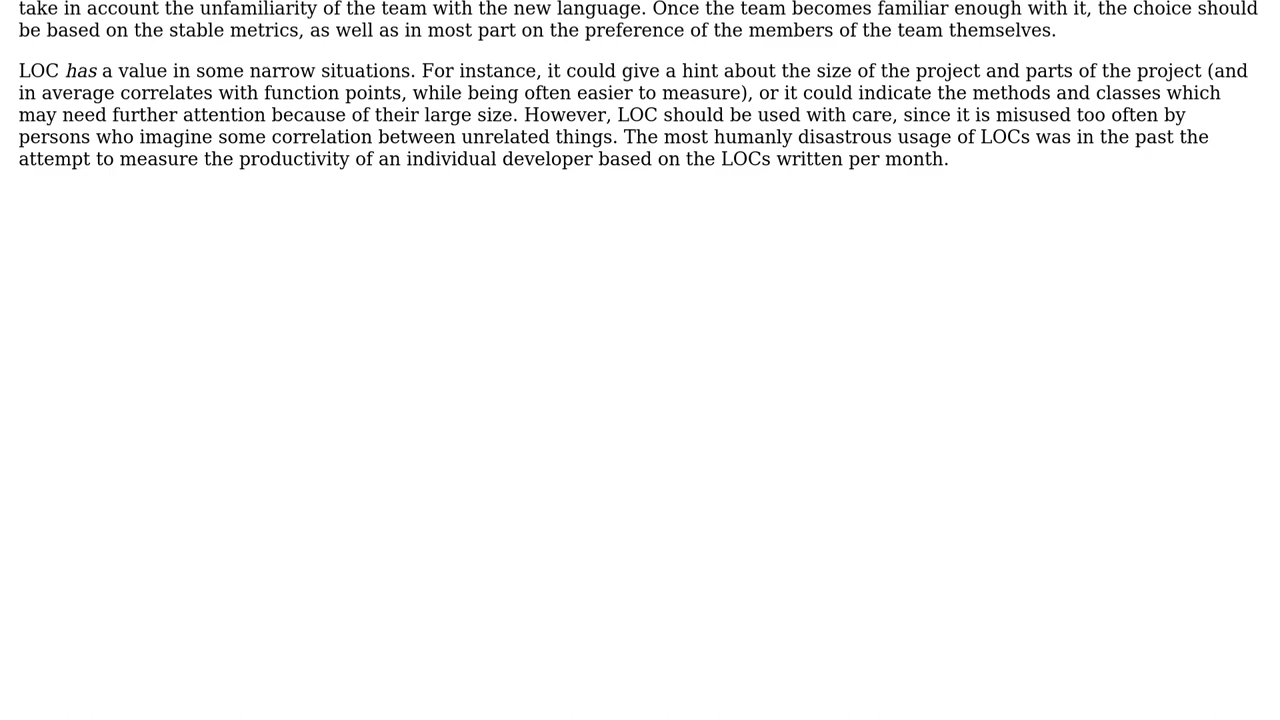 take in account the unfamiliarity of the team with the new language. Once the team becomes familiar enough with it, the choice should
be based on the stable metrics, as well as in most part on the preference of the members of the team themselves.
LOC has a value in some narrow situations. For instance, it could give a hint about the size of the project and parts of the project (and
in average correlates with function points, while being often easier to measure), or it could indicate the methods and classes which
may need further attention because of their large size. However, LOC should be used with care, since it is misused too often by
persons who imagine some correlation between unrelated things. The most humanly disastrous usage of LOCs was in the past the
attempt to measure the productivity of an individual developer based on the LOCs written per month.